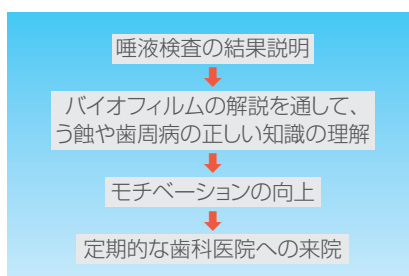 唾液検査の結果説明
バイオフィルムの解説を通して、
う蝕や歯周病の正しい知識の理解
モチベーションの向上
定期的な歯科医院への来院